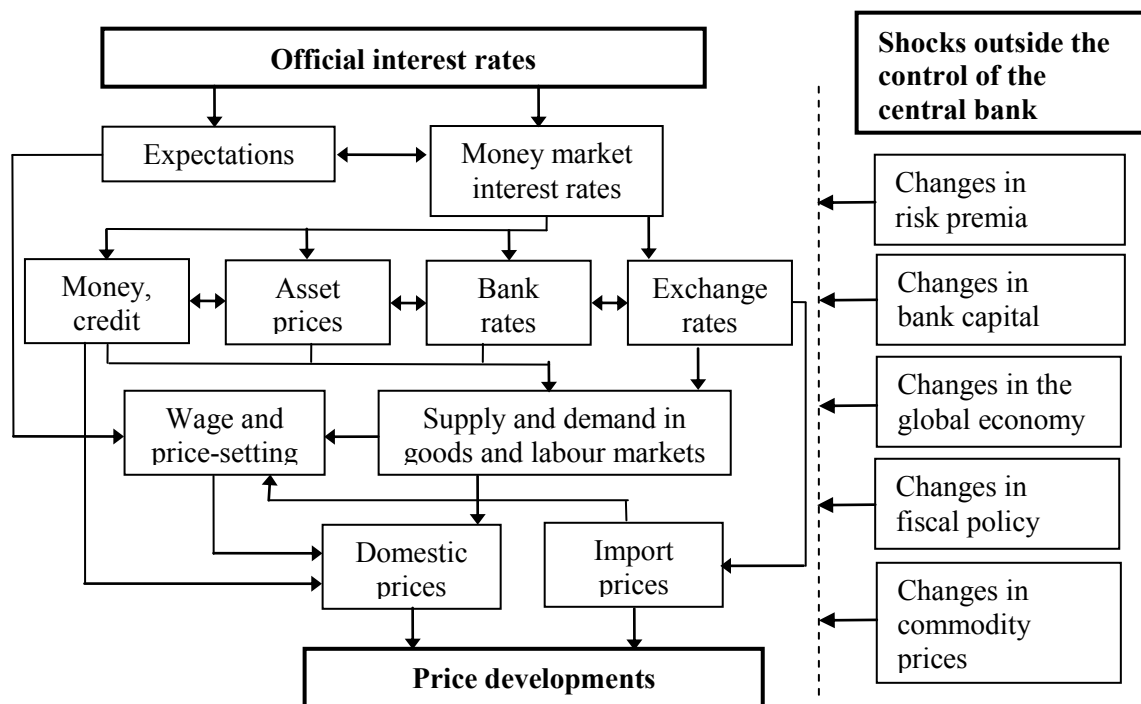 Official interest rates
Shocks outside the
control of the
central bank
Expectations
Money market
interest rates
Changes in
risk premia
Money,
credit
Asset
prices
Bank
rates
Exchange
rates
Changes in
bank capital
Wage and
price-setting
Supply and demand in
goods and labour markets
Changes in the
global economy
Changes in
fiscal policy
Domestic
prices
Import
prices
Changes in
commodity
prices
Price developments